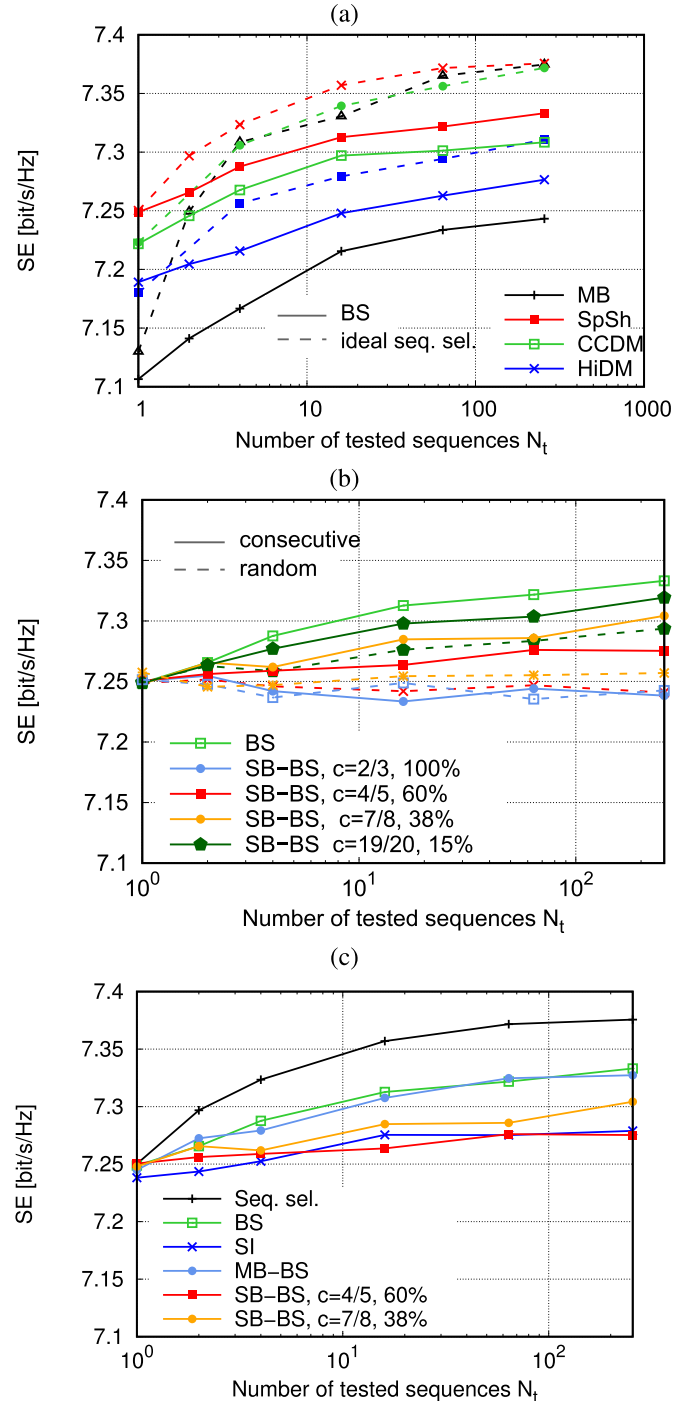 (a)
7.4
7.35
7.3
7.25
7.2
7.15
7.1
SE [bit/s/Hz]
BS
ideal seq. sel.
MB
SpSh
CCDM
HiDM
1 10 100 1000
Number of tested sequences N_t
(b)
7.4
7.35
7.3
7.25
7.2
7.15
7.1
SE [bit/s/Hz]
consecutive
random
BS
SB−BS, c=2/3, 100%
SB−BS, c=4/5, 60%
SB−BS, c=7/8, 38%
SB−BS c=19/20, 15%
10^0 10^1 10^2
Number of tested sequences N_t
(c)
7.4
7.35
7.3
7.25
7.2
7.15
7.1
SE [bit/s/Hz]
Seq. sel.
BS
SI
MB−BS
SB−BS, c=4/5, 60%
SB−BS, c=7/8, 38%
10^0 10^1 10^2
Number of tested sequences N_t